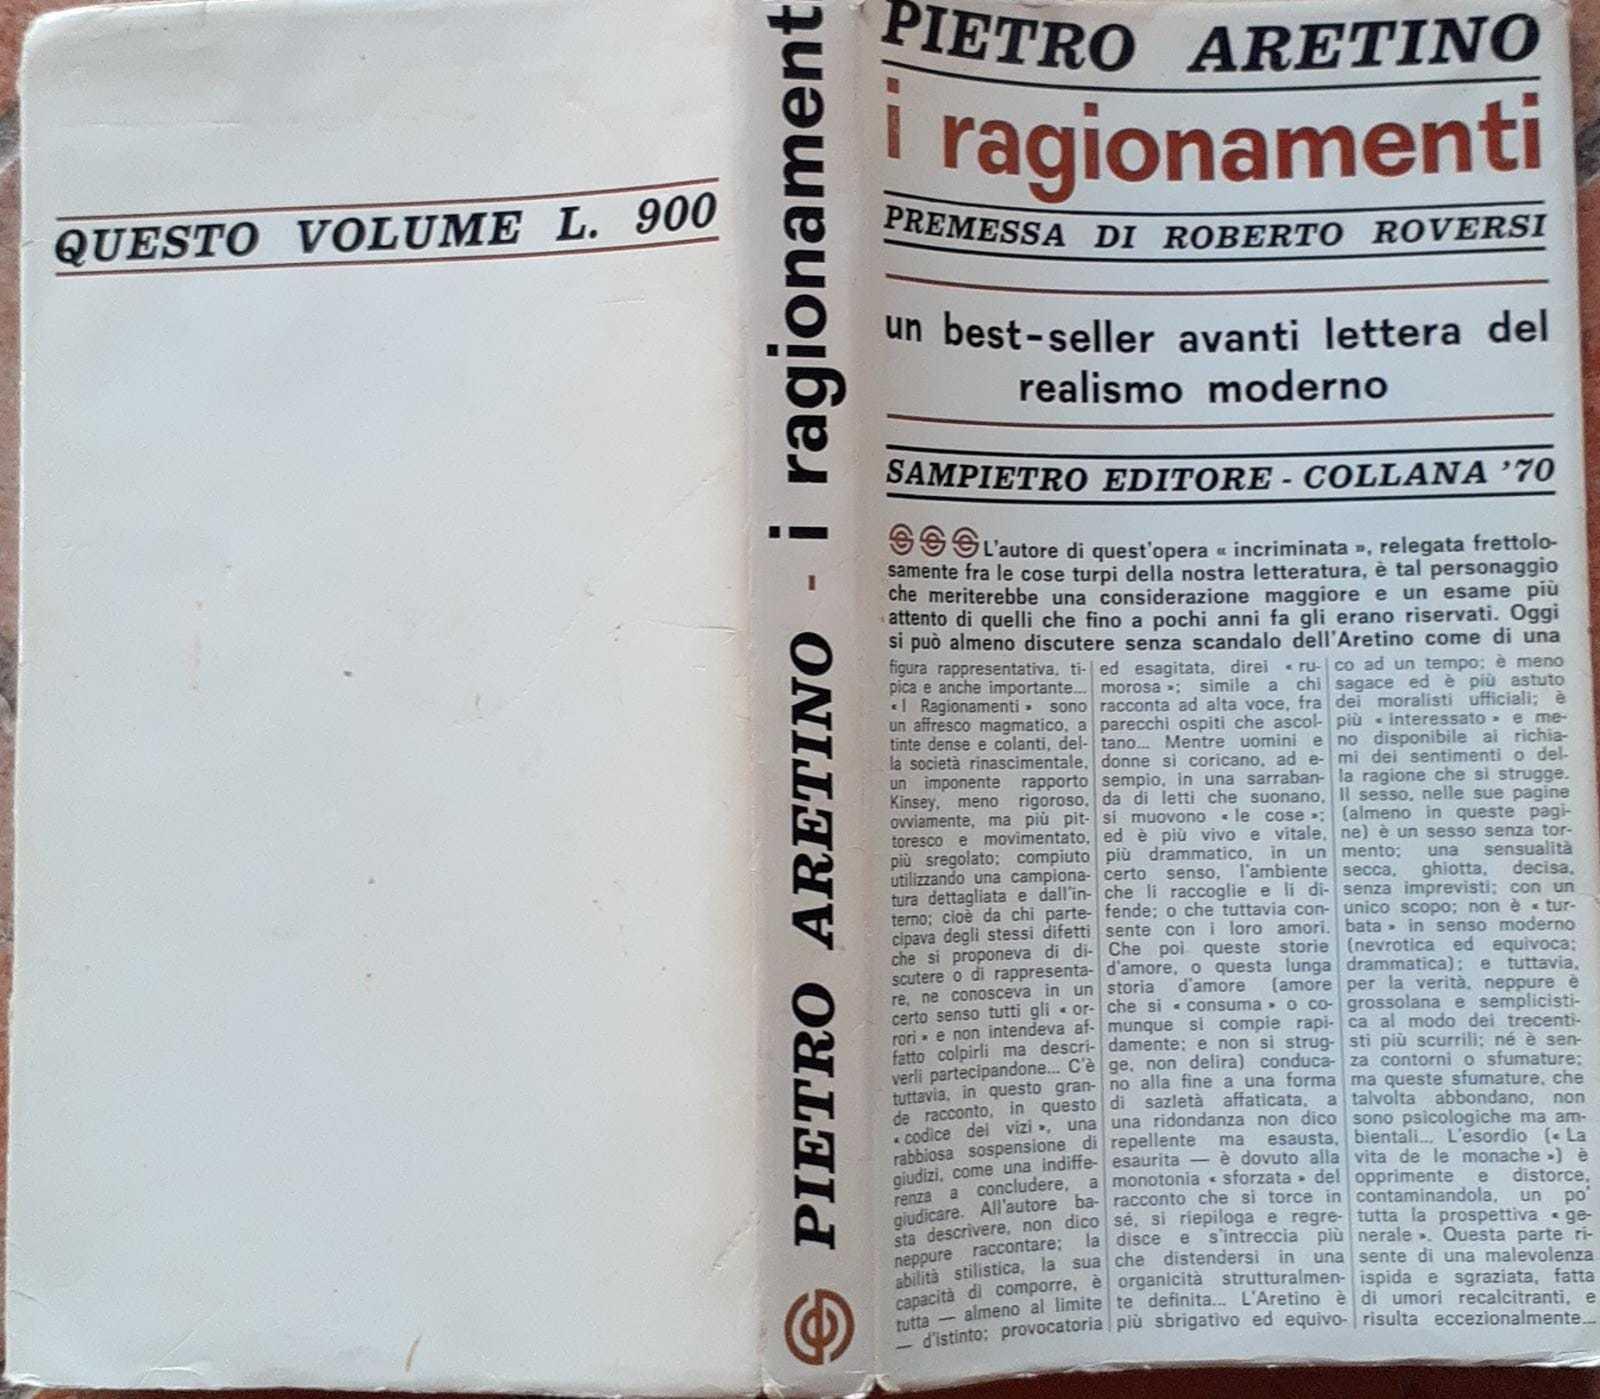 QUESTO VOLUME L. 900
PIETRO ARETINO - i ragionament
PIETRO ARETINO
i ragionamenti
PREMESSA DI ROBERTO ROVERSI
un best-seller avanti lettera del
realismo moderno
SAMPIETRO EDITORE - COLLANA '70
L'autore di quest'opera « incriminata », relegata frettolo-
samente fra le cose turpi della nostra letteratura, è tal personaggio
che meriterebbe una considerazione maggiore e un esame più
attento di quelli che fino a pochi anni fa gli erano riservati. Oggi
si può almeno discutere senza scandalo dell'Aretino come di una
figura rappresentativa, ti-
pica e anche importante....
« I Ragionamenti » sono
un affresco magmatico, a
tinte dense e colanti, del-
la società rinascimentale,
un imponente rapporto
Kinsey, meno rigoroso,
ovviamente, ma più pit-
toresco e movimentato,
più sregolato; compiuto
utilizzando una campiona-
tura dettagliata e dall'in-
terno; cioè da chi parte-
cipava degli stessi difetti
che si proponeva di di-
scutere o di rappresenta-
re, ne conosceva in un
certo senso tutti gli « or-
rori » e non intendeva af-
fatto colpirli ma descri-
verli partecipandone... C'è
tuttavia, in questo gran-
de racconto, in questo
« codice dei vizi », una
rabbiosa sospensione di
giudizi, come una indiffe-
renza a concludere, a
giudicare. All'autore ba-
sta descrivere, non dico
neppure raccontare; la
abilità stilistica, la sua
capacità di comporre, è
tutta — almeno al limite
— d'istinto; provocatoria
ed esagitata, direi « ru-
morosa »; simile a chi
racconta ad alta voce, fra
parecchi ospiti che ascol-
tano... Mentre uomini e
donne si coricano, ad e-
sempio, in una sarraban-
da di letti che suonano,
si muovono « le cose »;
ed è più vivo e vitale,
più drammatico, in un
certo senso, l'ambiente
che li raccoglie e li di-
fende; o che tuttavia con-
sente con i loro amori.
Che poi queste storie
d'amore, o questa lunga
storia d'amore (amore
che si « consuma » o co-
munque si compie rapi-
damente; e non si strug-
ge, non delira) conduca-
no alla fine a una forma
di sazletà affaticata, a
una ridondanza non dico
repellente ma esausta,
esaurita — è dovuto alla
monotonia « sforzata » del
racconto che si torce in
sé, si riepiloga e regre-
disce e s'intreccia più
che distendersi in una
organicità strutturalmen-
te definita... L'Aretino è
più sbrigativo ed equivo-
co ad un tempo; è meno
sagace ed è più astuto
dei moralisti ufficiali; è
più « interessato » e me-
no disponibile ai richia-
mi dei sentimenti o del-
la ragione che si strugge.
Il sesso, nelle sue pagine
(almeno in queste pagi-
ne) è un sesso senza tor-
mento; una sensualità
secca, ghiotta, decisa,
senza imprevisti; con un
unico scopo; non è « tur-
bata » in senso moderno
(nevrotica ed equivoca;
drammatica); e tuttavia,
per la verità, neppure è
grossolana e semplicisti-
ca al modo dei trecenti-
sti più scurrili; né è sen-
za contorni o sfumature;
ma queste sfumature, che
talvolta abbondano, non
sono psicologiche ma am-
bientali... L'esordio (« La
vita de le monache ») è
opprimente e distorce,
contaminandola, un po'
tutta la prospettiva « ge-
nerale ». Questa parte ri-
sente di una malevolenza
ispida e sgraziata, fatta
di umori recalcitranti, e
risulta eccezionalmente...